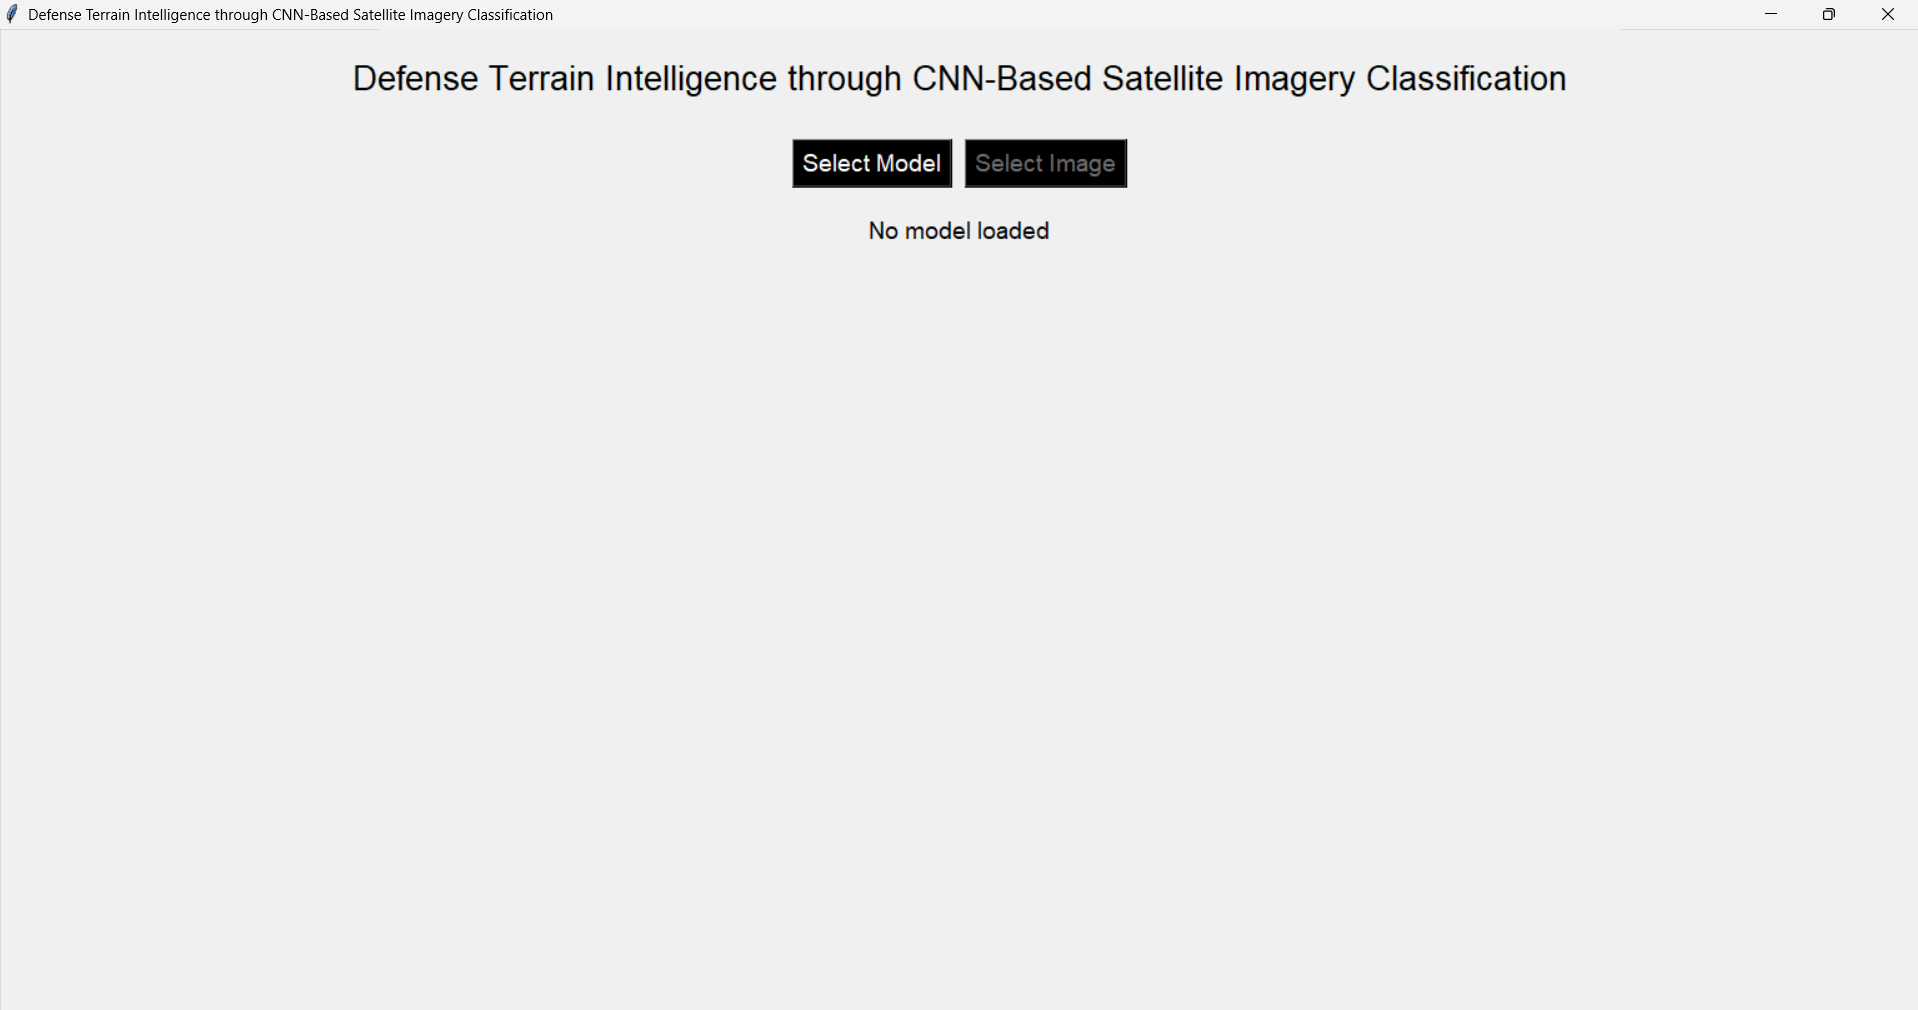 Defense Terrain Intelligence through CNN-Based Satellite Imagery Classification
Defense Terrain Intelligence through CNN-Based Satellite Imagery Classification
Select Model Select Image
No model loaded